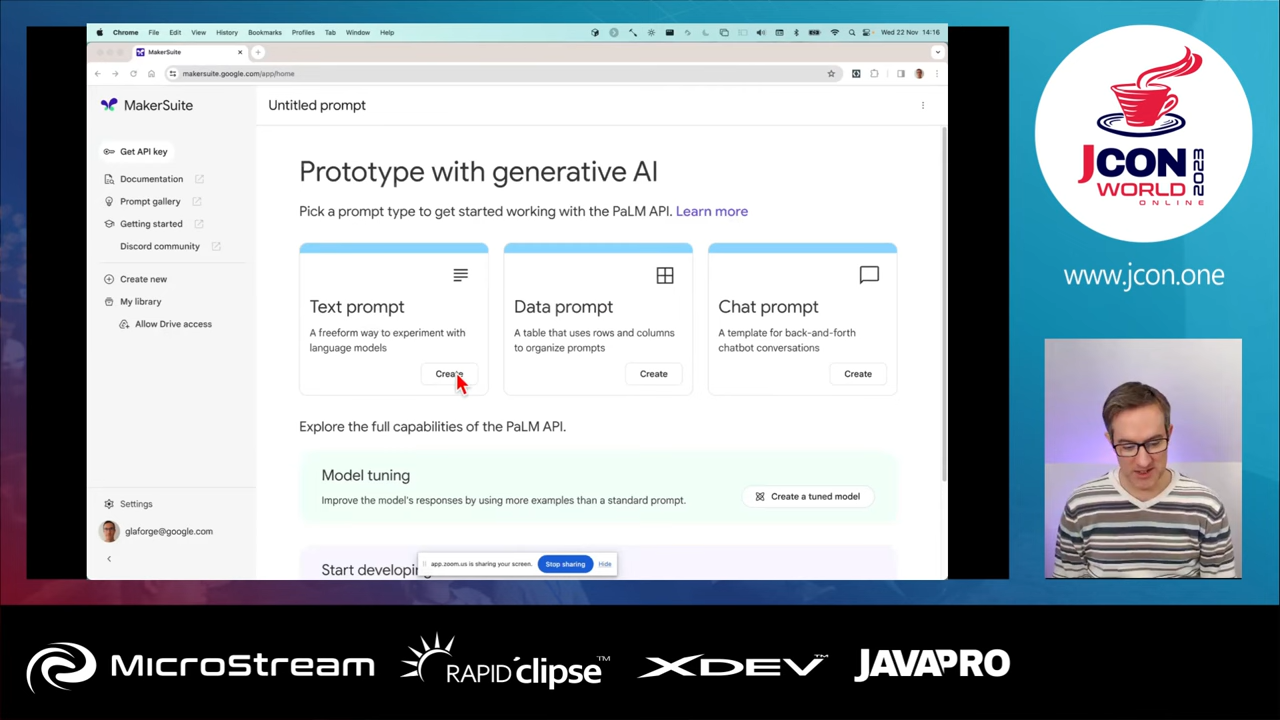 Chrome File Edit View History Bookmarks Profiles Tab Window Help
Wed 22 Nov 14:16
MakerSuite
makersuite.google.com/app/home
MakerSuite
Untitled prompt
Get API key
Documentation
Prompt gallery
Getting started
Discord community
Create new
My library
Allow Drive access
Settings
glaforge@google.com
Prototype with generative AI
Pick a prompt type to get started working with the PaLM API. Learn more
Text prompt
A freeform way to experiment with
language models
Create
Data prompt
A table that uses rows and columns
to organize prompts
Create
Chat prompt
A template for back-and-forth
chatbot conversations
Create
Explore the full capabilities of the PaLM API.
Model tuning
Improve the model's responses by using more examples than a standard prompt.
Create a tuned model
Start developing
app.zoom.us is sharing your screen. Stop sharing Hide
JCON
WORLD
ONLINE
2023
www.jcon.one
MICROSTREAM
RAPID'clipse™
XDEV™
JAVAPRO